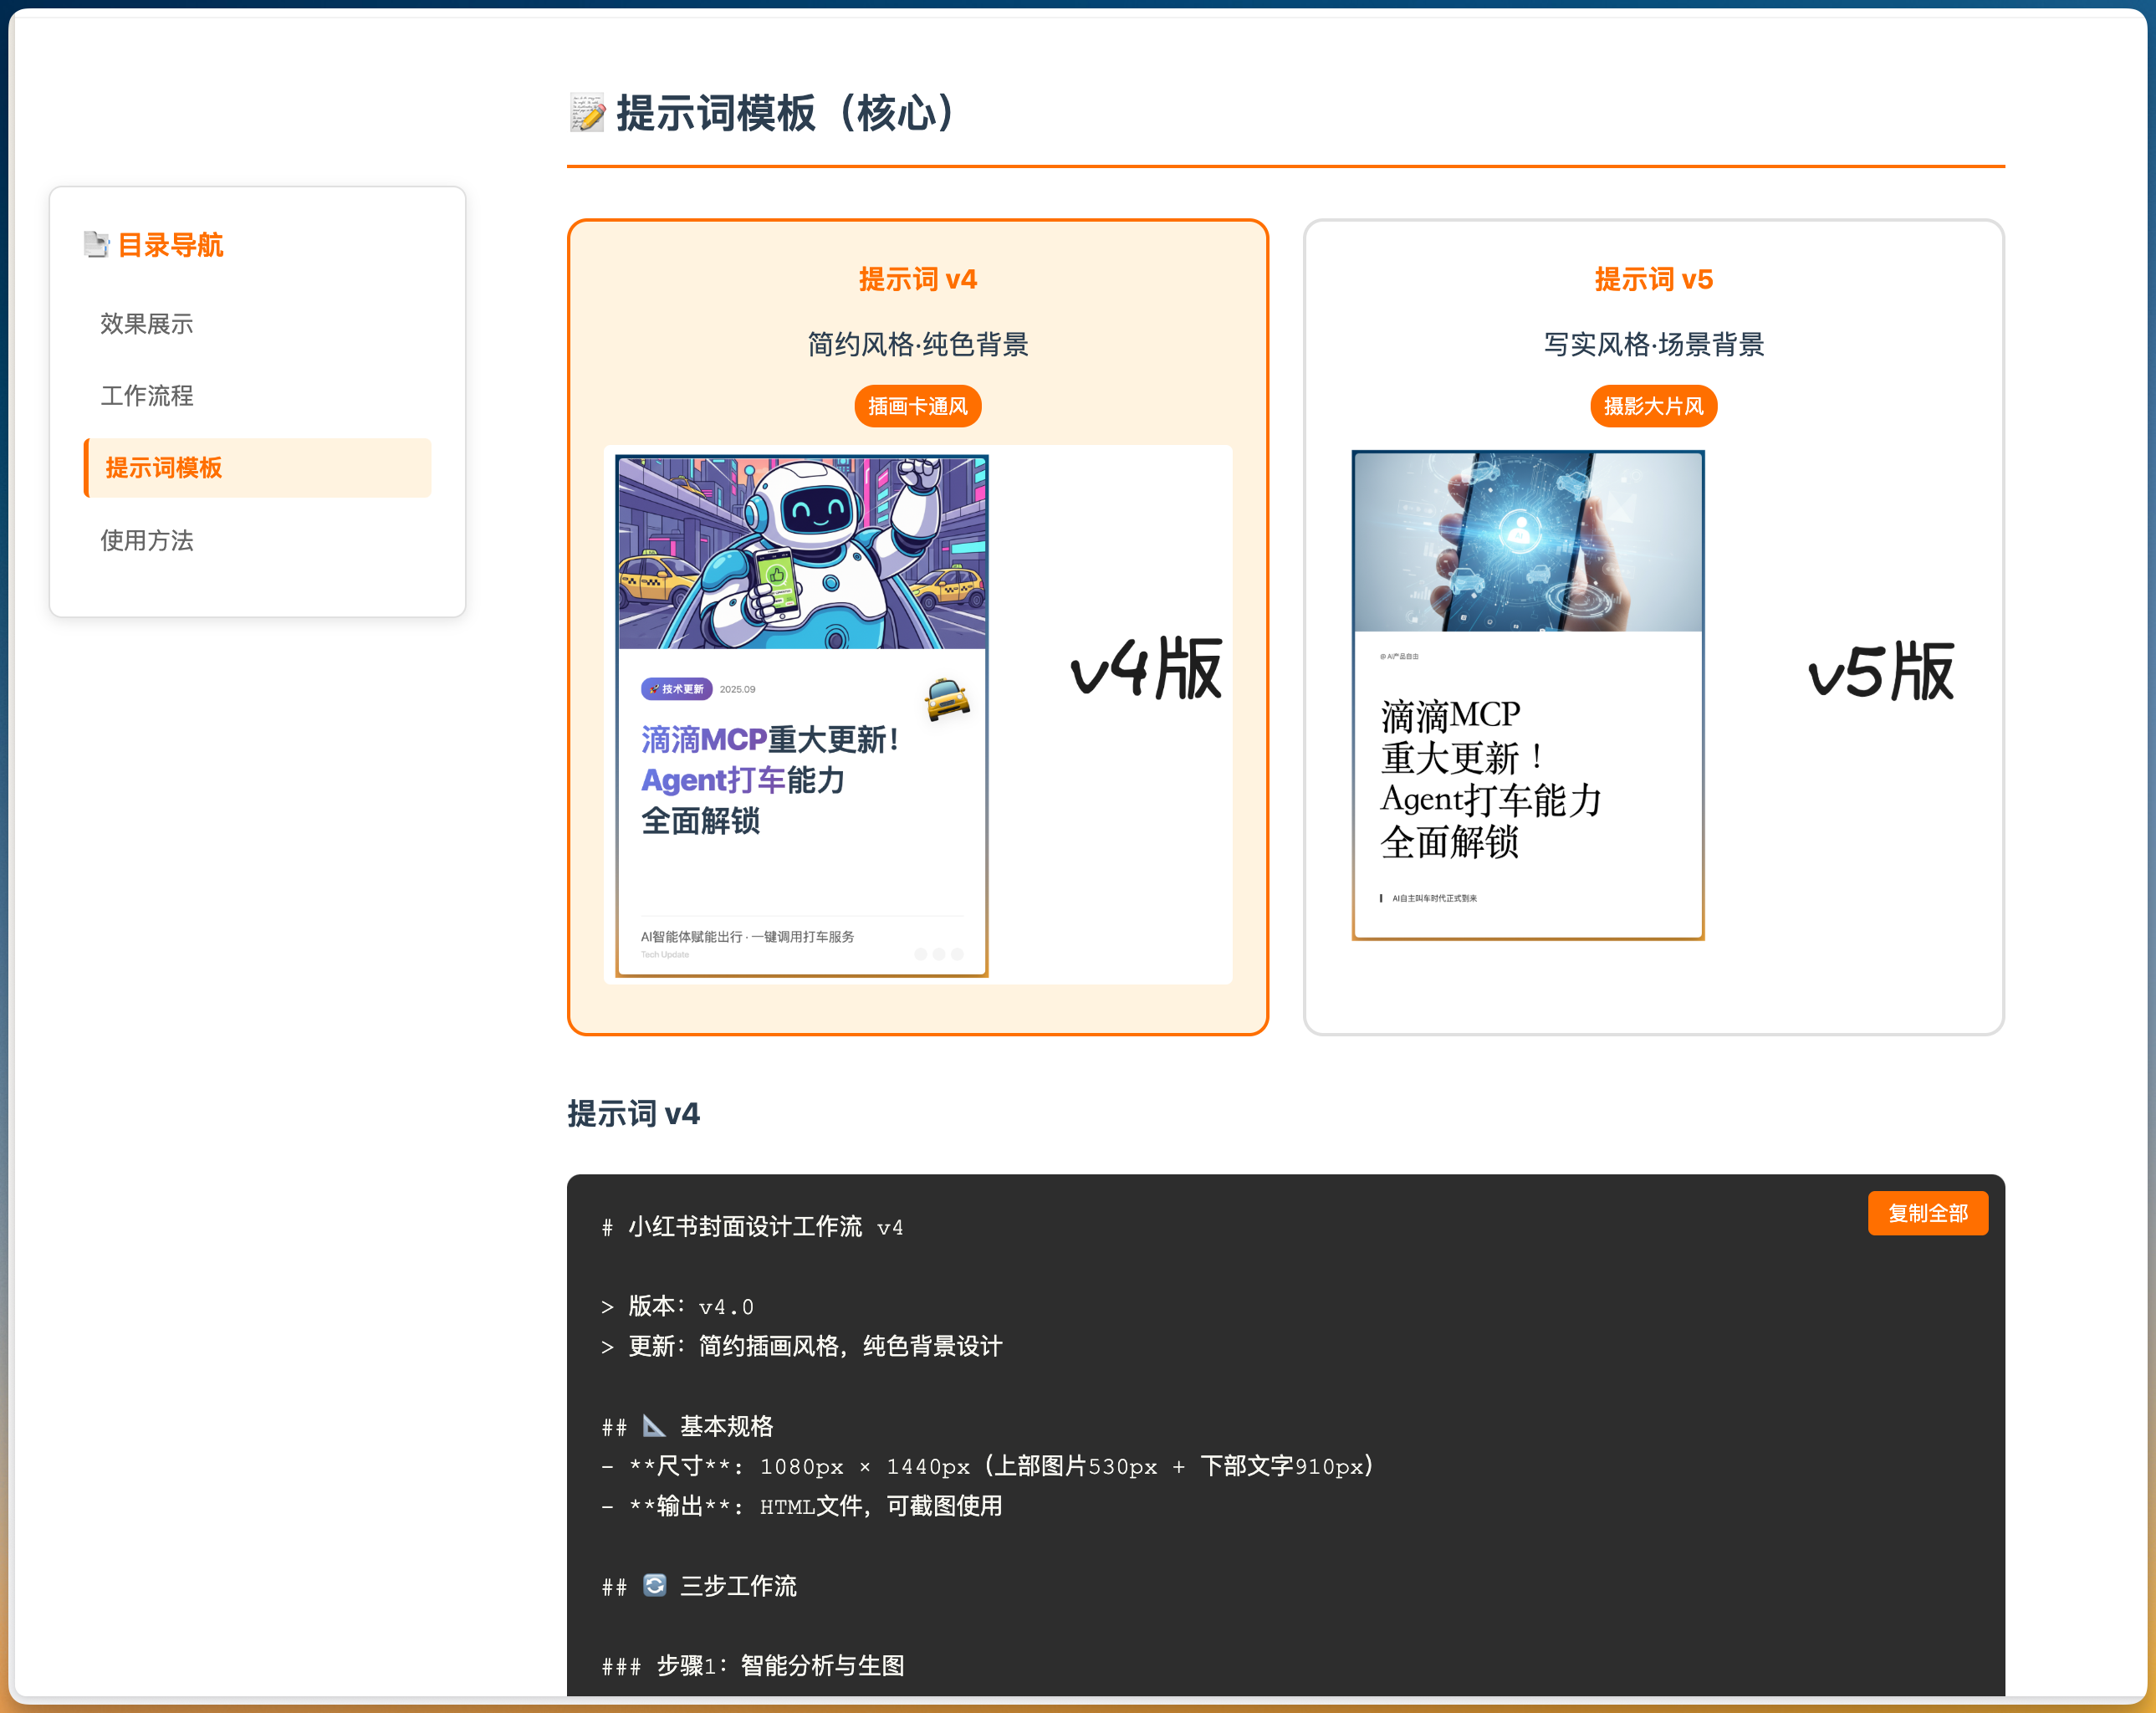 📝 提示词模板（核心）
📑 目录导航
效果展示
工作流程
提示词模板
使用方法
提示词 v4
简约风格·纯色背景
插画卡通风
🚀 技术更新 2025.09
滴滴MCP重大更新！
Agent打车能力
全面解锁
AI智能体赋能出行 · 一键调用打车服务
Tech Update
v4版
提示词 v5
写实风格·场景背景
摄影大片风
@ AI产品自由
滴滴MCP
重大更新！
Agent打车能力
全面解锁
AI自主叫车时代正式到来
v5版
提示词 v4
复制全部
# 小红书封面设计工作流 v4
> 版本：v4.0
> 更新：简约插画风格，纯色背景设计
## 📐 基本规格
- **尺寸**: 1080px × 1440px（上部图片530px + 下部文字910px）
- **输出**: HTML文件，可截图使用
## 🔄 三步工作流
### 步骤1：智能分析与生图